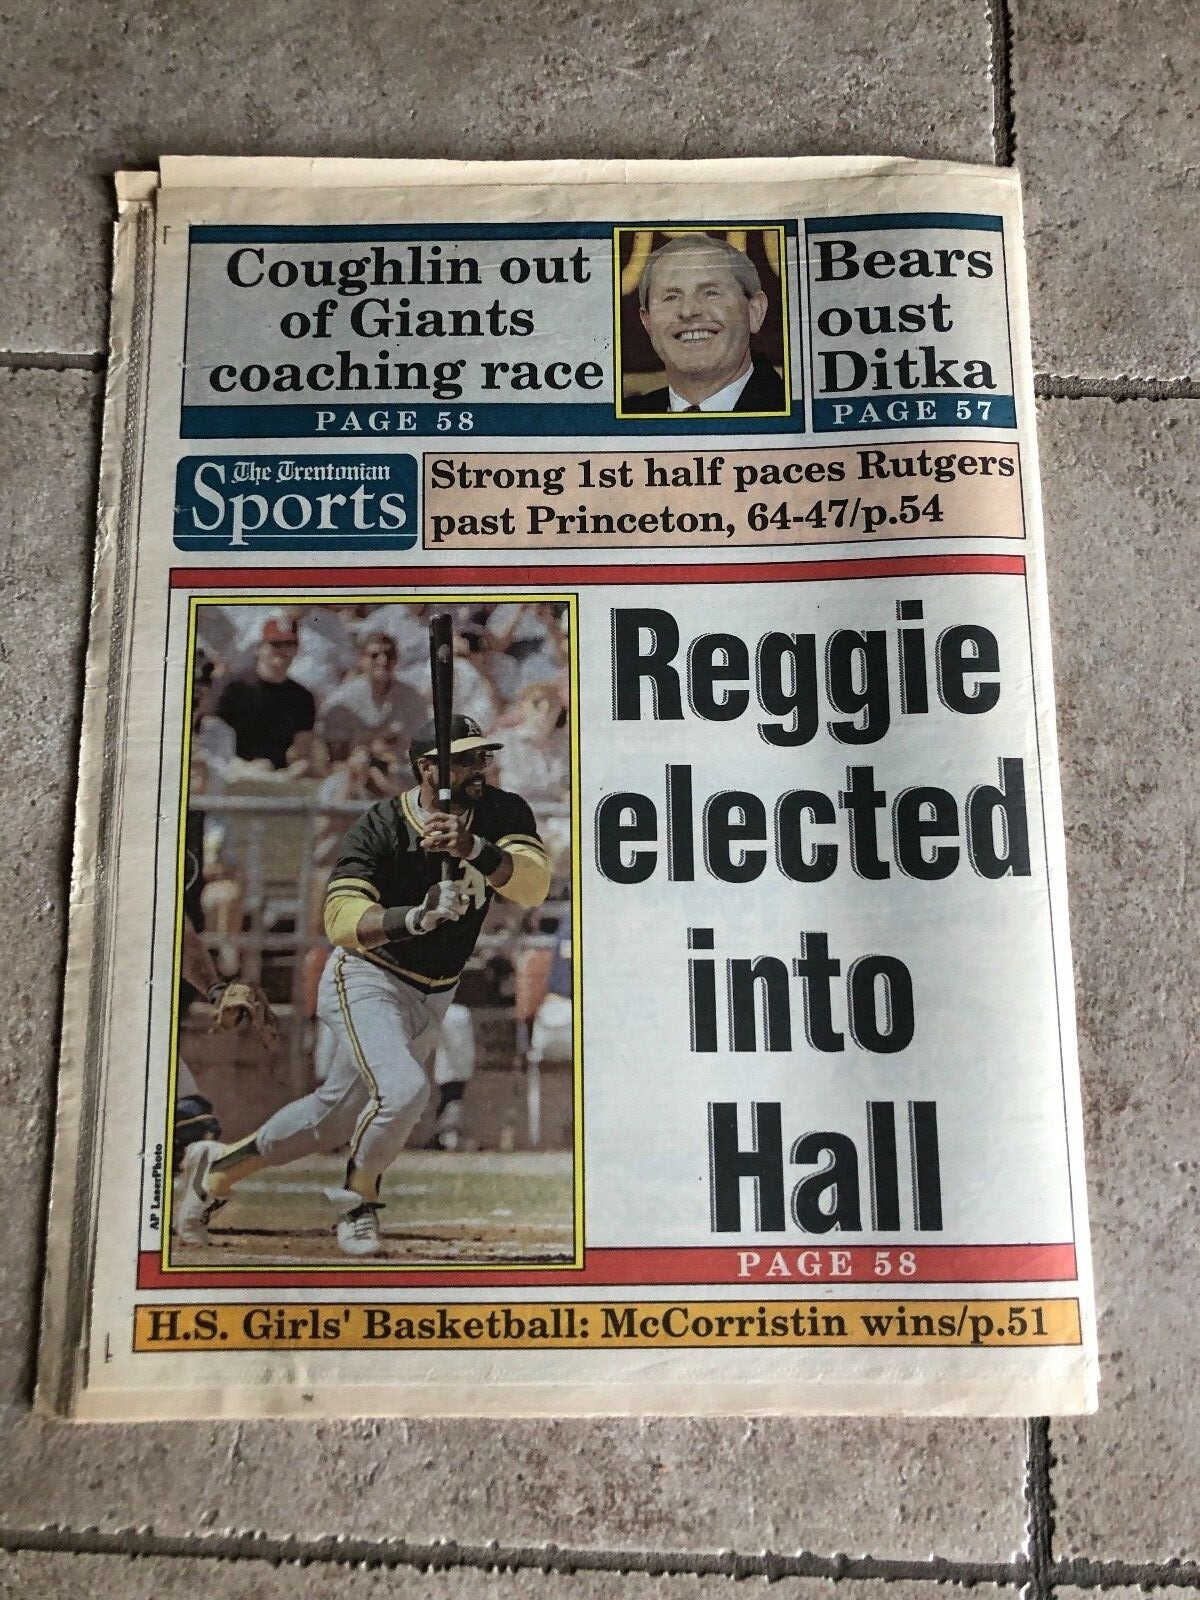 Coughlin out
of Giants
coaching race
PAGE 58
Bears
oust
Ditka
PAGE 57
The Trentonian
Sports
Strong 1st half paces Rutgers
past Princeton, 64-47/p.54
Reggie
elected
into
Hall
PAGE 58
A's
A
AP LaserPhoto
H.S. Girls' Basketball: McCorristin wins/p.51